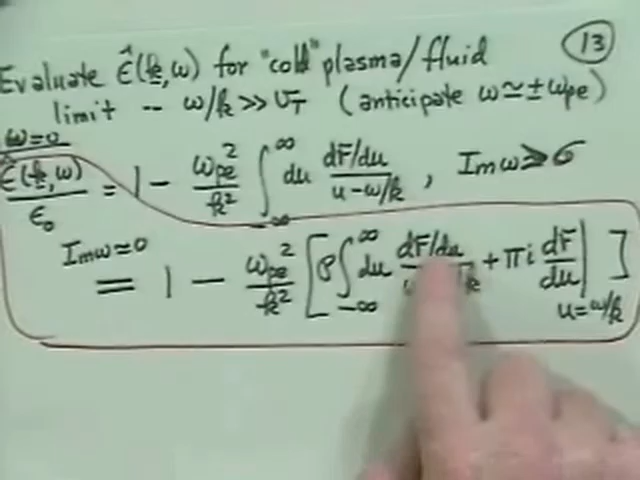 13
Evaluate ε̂(k, ω) for "cold" plasma/fluid
limit -- ω/k >> v_T (anticipate ω ≃ ± ω_pe)
ω=0
ε̂(k, ω)/ε₀ = 1 − ω_pe²/k² ∫_{-∞}^{∞} du (dF/du)/(u − ω/k) , Im ω ≥ σ
Im ω ≃ 0
= 1 − ω_pe²/k² [ P ∫_{-∞}^{∞} du (dF/du)/ + πi dF/du |_{u=ω/k} ]